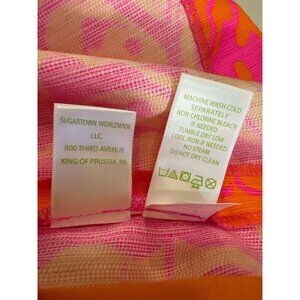 SUGARTOWN WORLDWIDE
LLC
800 THIRD AVENUE
KING OF PRUSSIA, PA
MACHINE WASH COLD
SEPARATELY
NON CHLORINE BLEACH
IF NEEDED
TUMBLE DRY LOW
COOL IRON IF NEEDED
NO STEAM
DO NOT DRY CLEAN